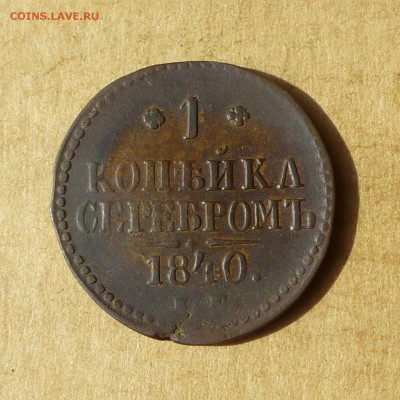 COINS.LAVE.RU
* 1 *
КОПѢЙКА
СЕРЕБРОМЪ
1840.